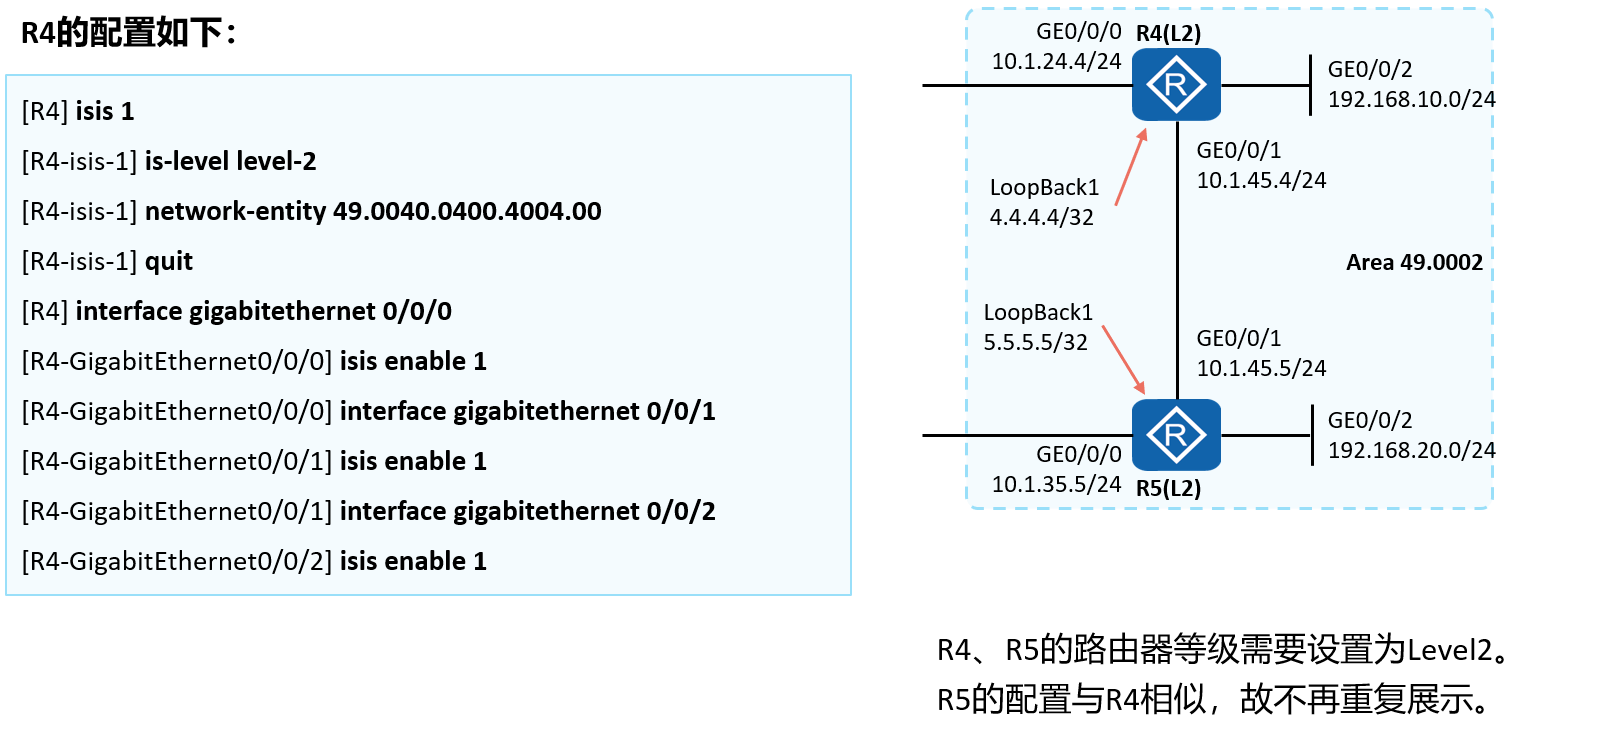 R4的配置如下：
[R4] isis 1
[R4-isis-1] is-level level-2
[R4-isis-1] network-entity 49.0040.0400.4004.00
[R4-isis-1] quit
[R4] interface gigabitethernet 0/0/0
[R4-GigabitEthernet0/0/0] isis enable 1
[R4-GigabitEthernet0/0/0] interface gigabitethernet 0/0/1
[R4-GigabitEthernet0/0/1] isis enable 1
[R4-GigabitEthernet0/0/1] interface gigabitethernet 0/0/2
[R4-GigabitEthernet0/0/2] isis enable 1
GE0/0/0
10.1.24.4/24
R4(L2)
R
GE0/0/2
192.168.10.0/24
GE0/0/1
10.1.45.4/24
LoopBack1
4.4.4.4/32
Area 49.0002
LoopBack1
5.5.5.5/32
GE0/0/1
10.1.45.5/24
R
GE0/0/2
192.168.20.0/24
GE0/0/0
10.1.35.5/24
R5(L2)
R4、R5的路由器等级需要设置为Level2。
R5的配置与R4相似，故不再重复展示。